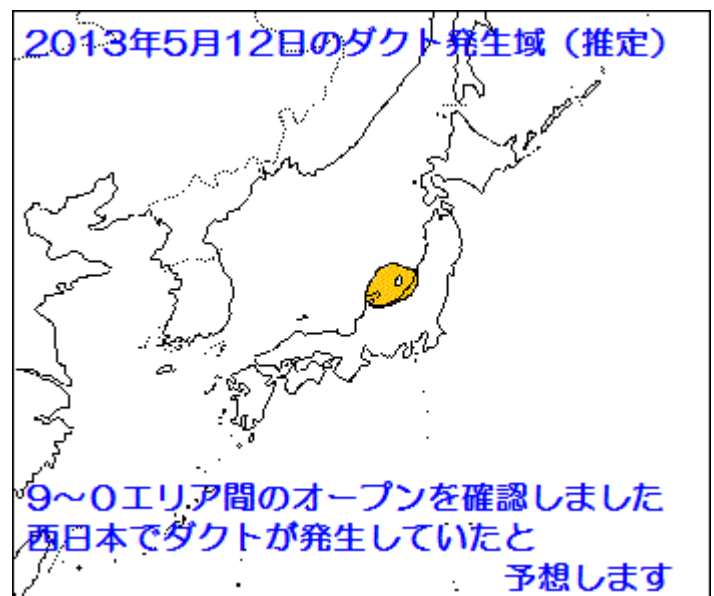 2013年5月12日のダクト発生域（推定）
9～0エリア間のオープンを確認しました
西日本でダクトが発生していたと
予想します